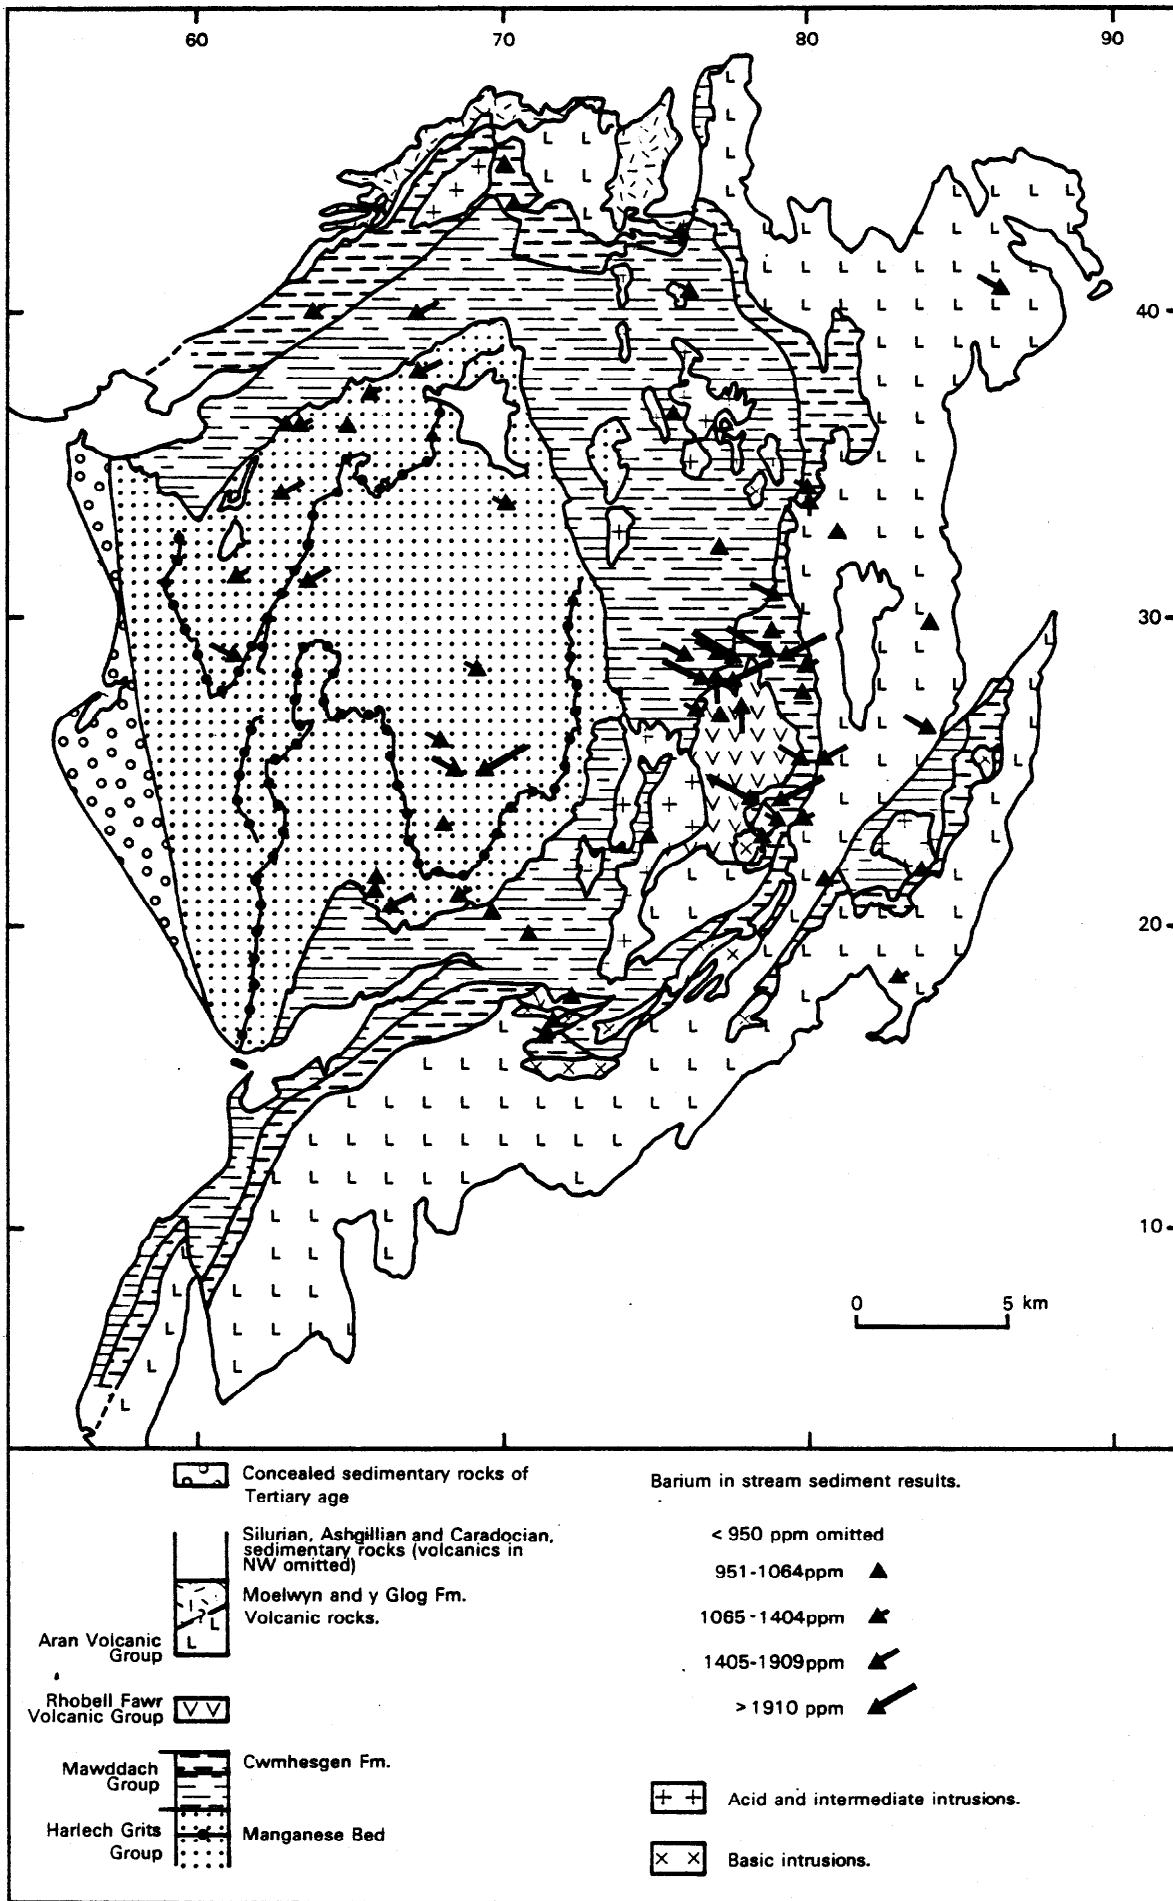 60 70 80 90
40
30
20
10
0 5 km
Concealed sedimentary rocks of
Tertiary age
Silurian, Ashgillian and Caradocian,
sedimentary rocks (volcanics in
NW omitted)
Moelwyn and y Glog Fm.
Volcanic rocks.
Aran Volcanic
Group
Rhobell Fawr
Volcanic Group
Cwmhesgen Fm.
Mawddach
Group
Harlech Grits
Group
Manganese Bed
Barium in stream sediment results.
< 950 ppm omitted
951-1064ppm
1065-1404ppm
1405-1909ppm
> 1910 ppm
Acid and intermediate intrusions.
Basic intrusions.